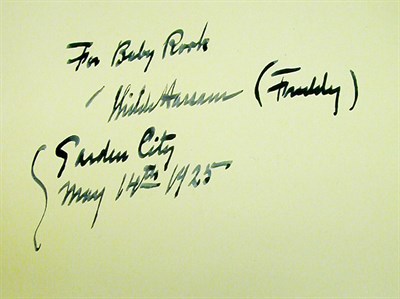 For Baby Rook
Childe Hassam (Freddy)
Garden City
May 14th 1925